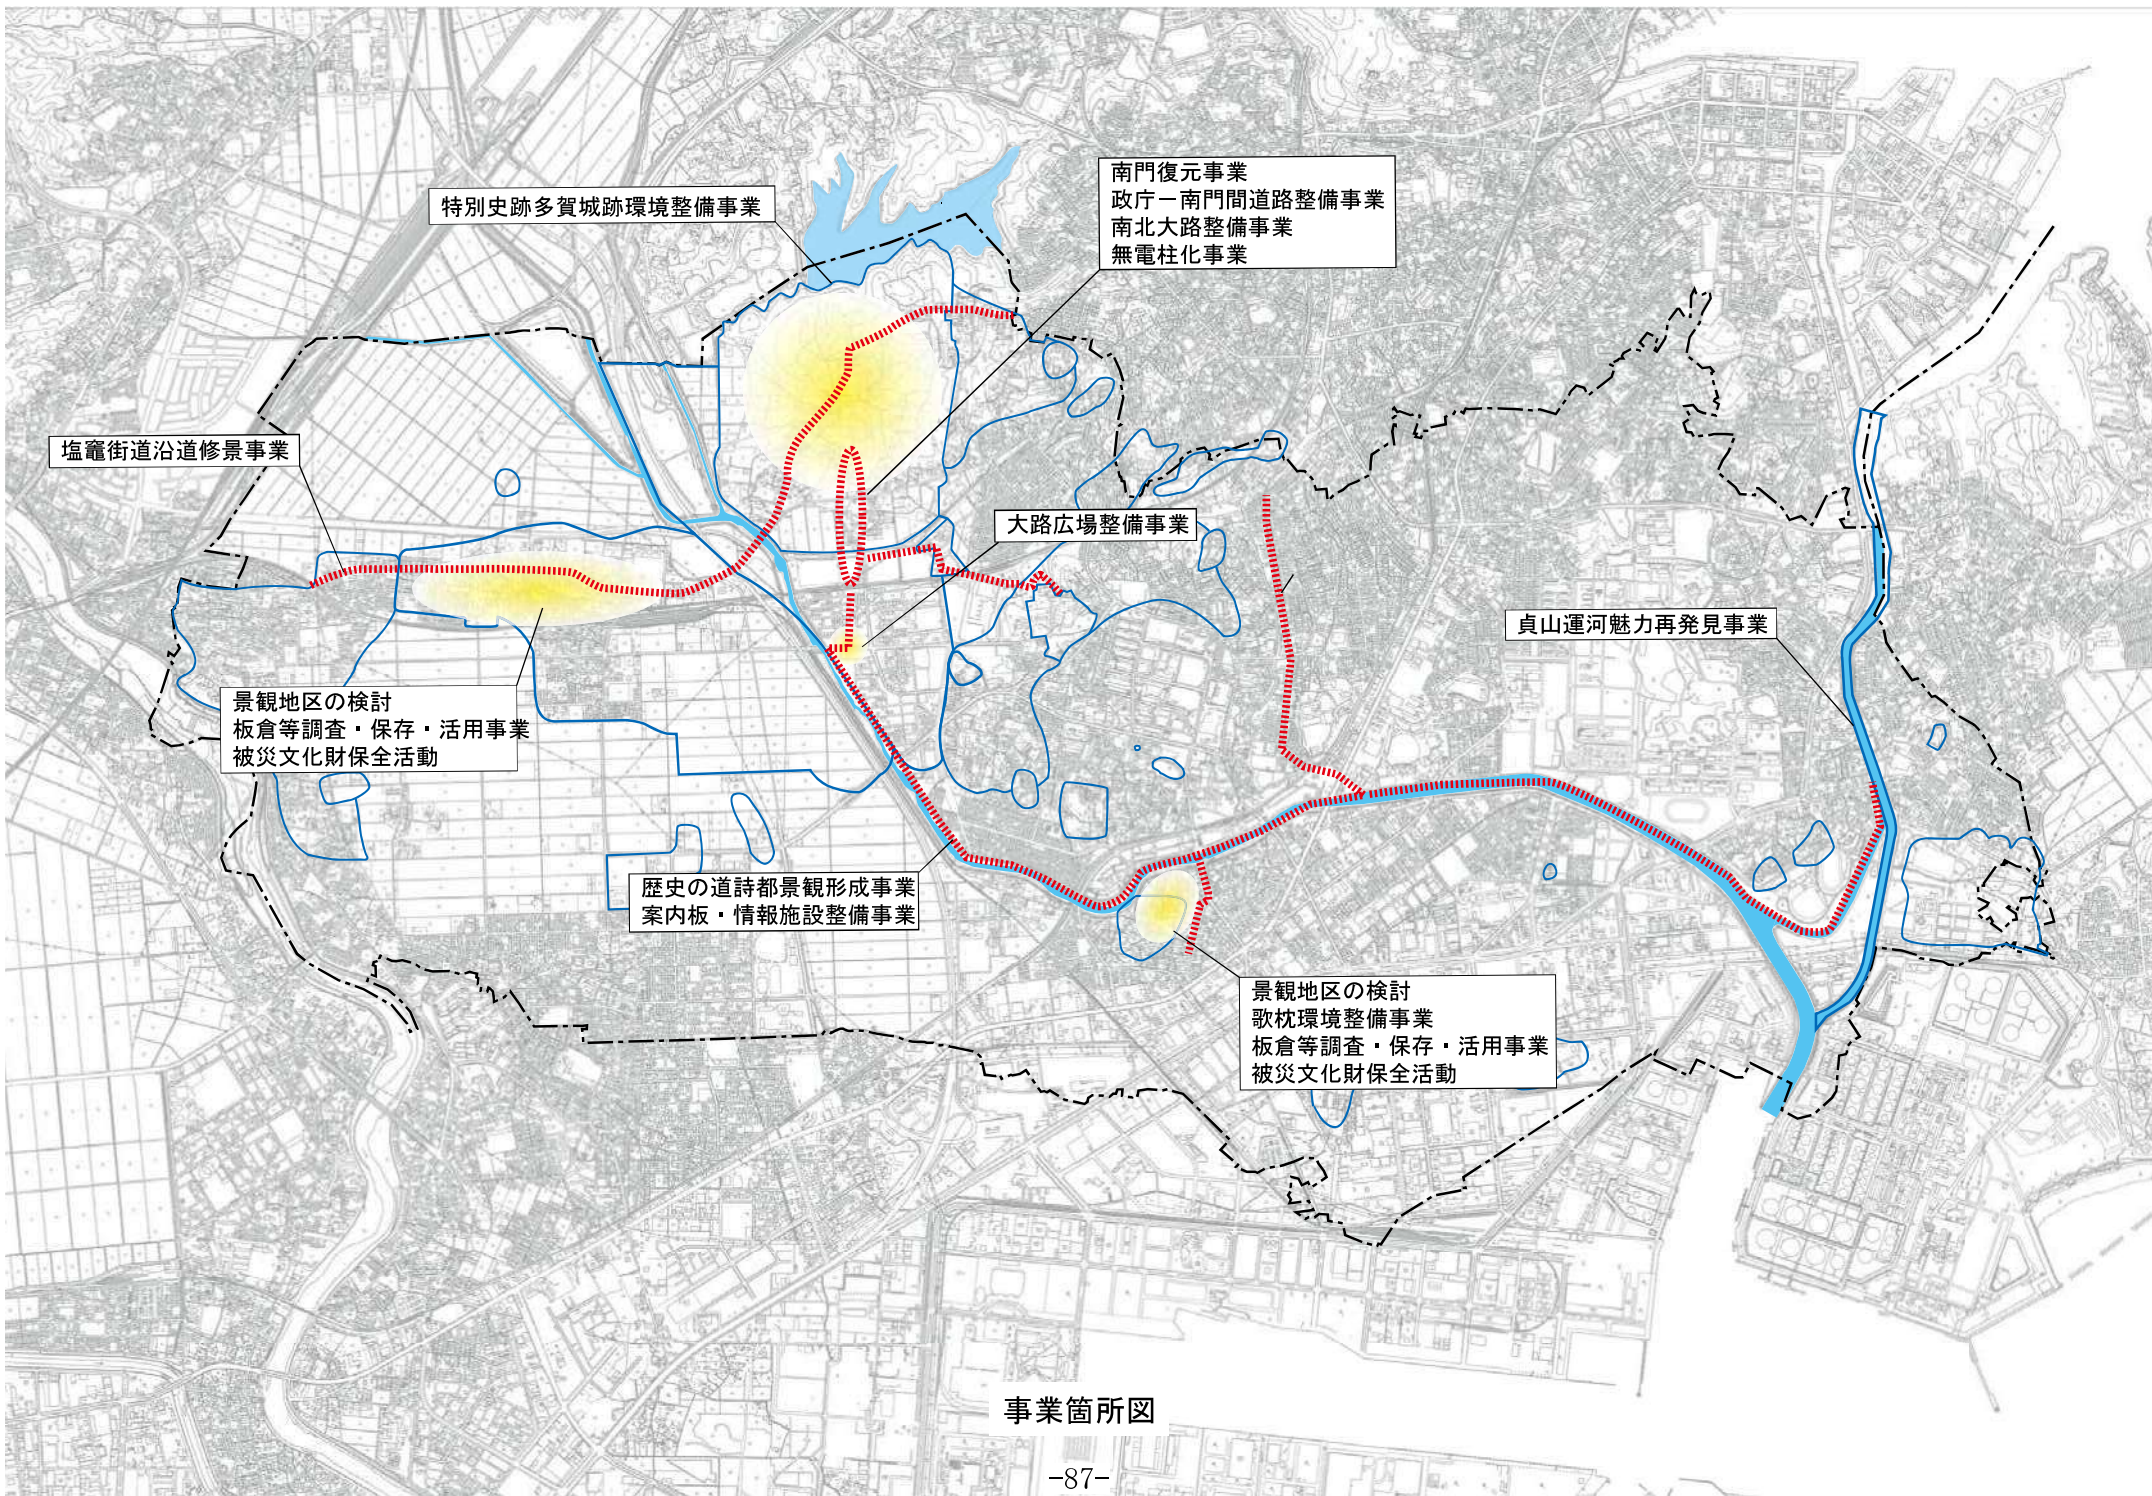 特別史跡多賀城跡環境整備事業
南門復元事業
政庁－南門間道路整備事業
南北大路整備事業
無電柱化事業
塩竈街道沿道修景事業
大路広場整備事業
貞山運河魅力再発見事業
景観地区の検討
板倉等調査・保存・活用事業
被災文化財保全活動
歴史の道詩都景観形成事業
案内板・情報施設整備事業
景観地区の検討
歌枕環境整備事業
板倉等調査・保存・活用事業
被災文化財保全活動
事業箇所図
-87-